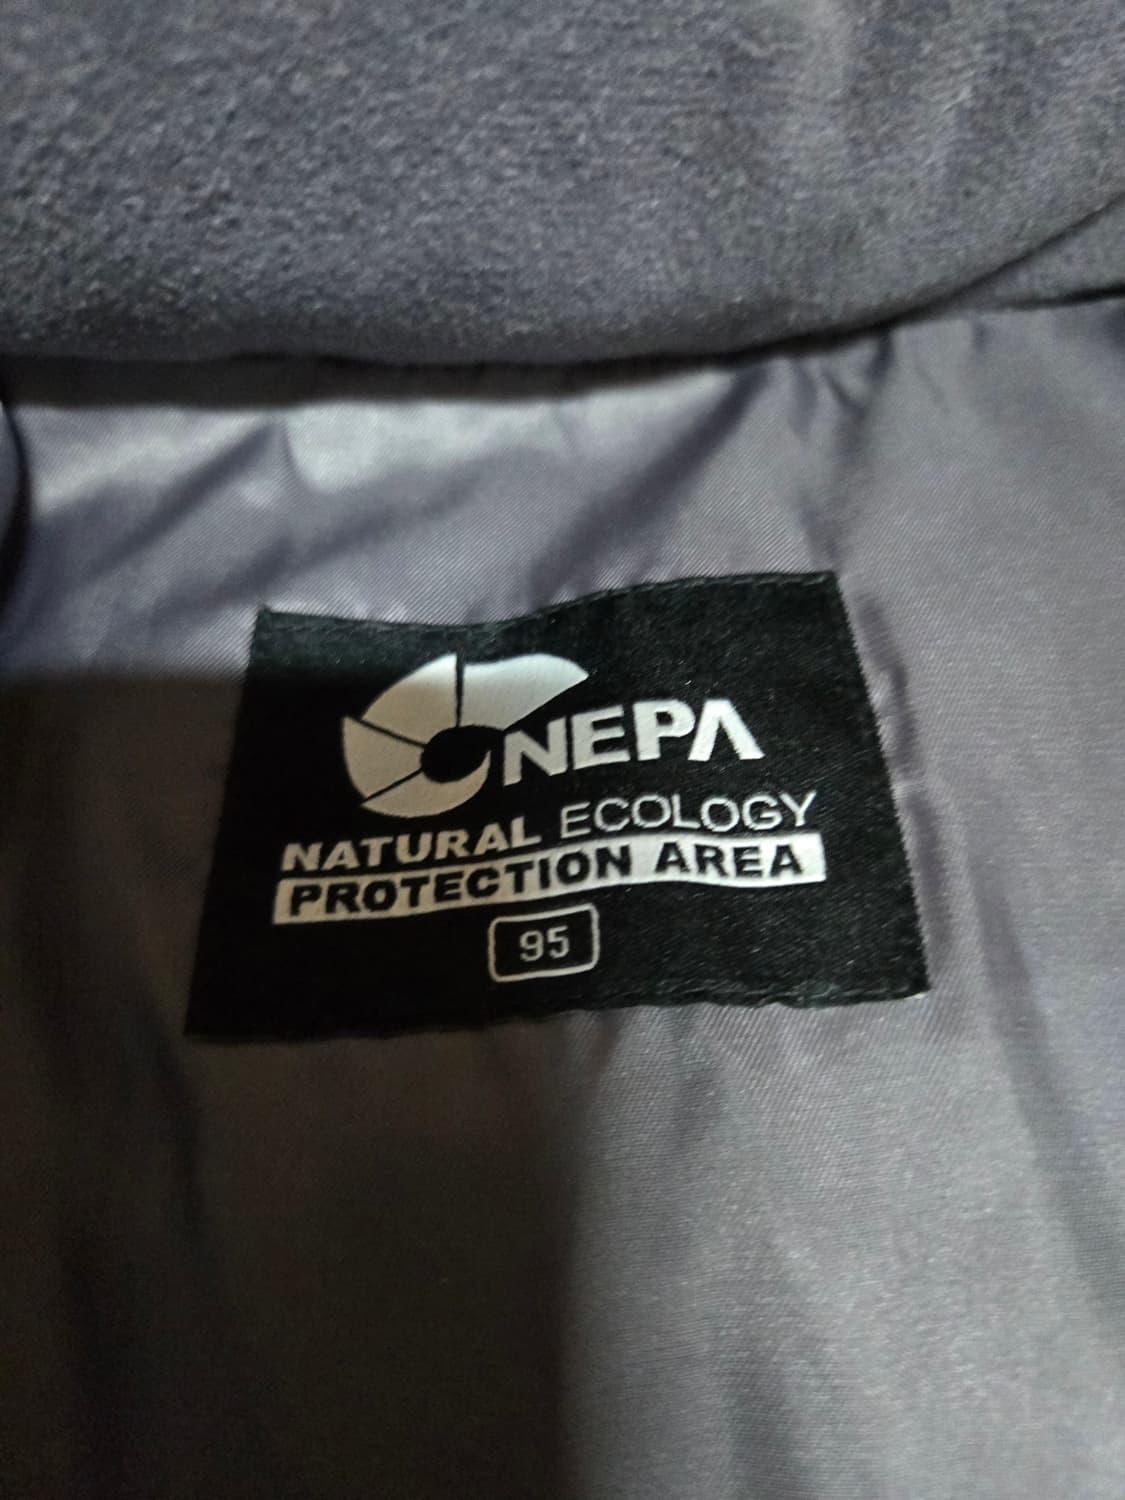 NEPA
NATURAL ECOLOGY
PROTECTION AREA
95